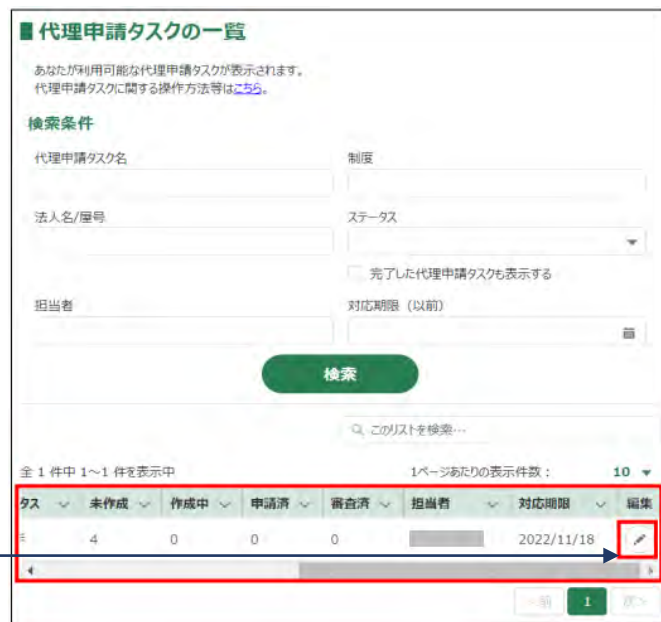 代理申請タスクの一覧
あなたが利用可能な代理申請タスクが表示されます。
代理申請タスクに関する操作方法等はこちら。
検索条件
代理申請タスク名 制度
法人名/屋号 ステータス
完了した代理申請タスクも表示する
担当者 対応期限（以前）
検索
このリストを検索…
全 1 件中 1～1 件を表示中 1ページあたりの表示件数： 10
タス 未作成 作成中 申請済 審査済 担当者 対応期限 編集
4 0 0 0 2022/11/18
<前 1 次>